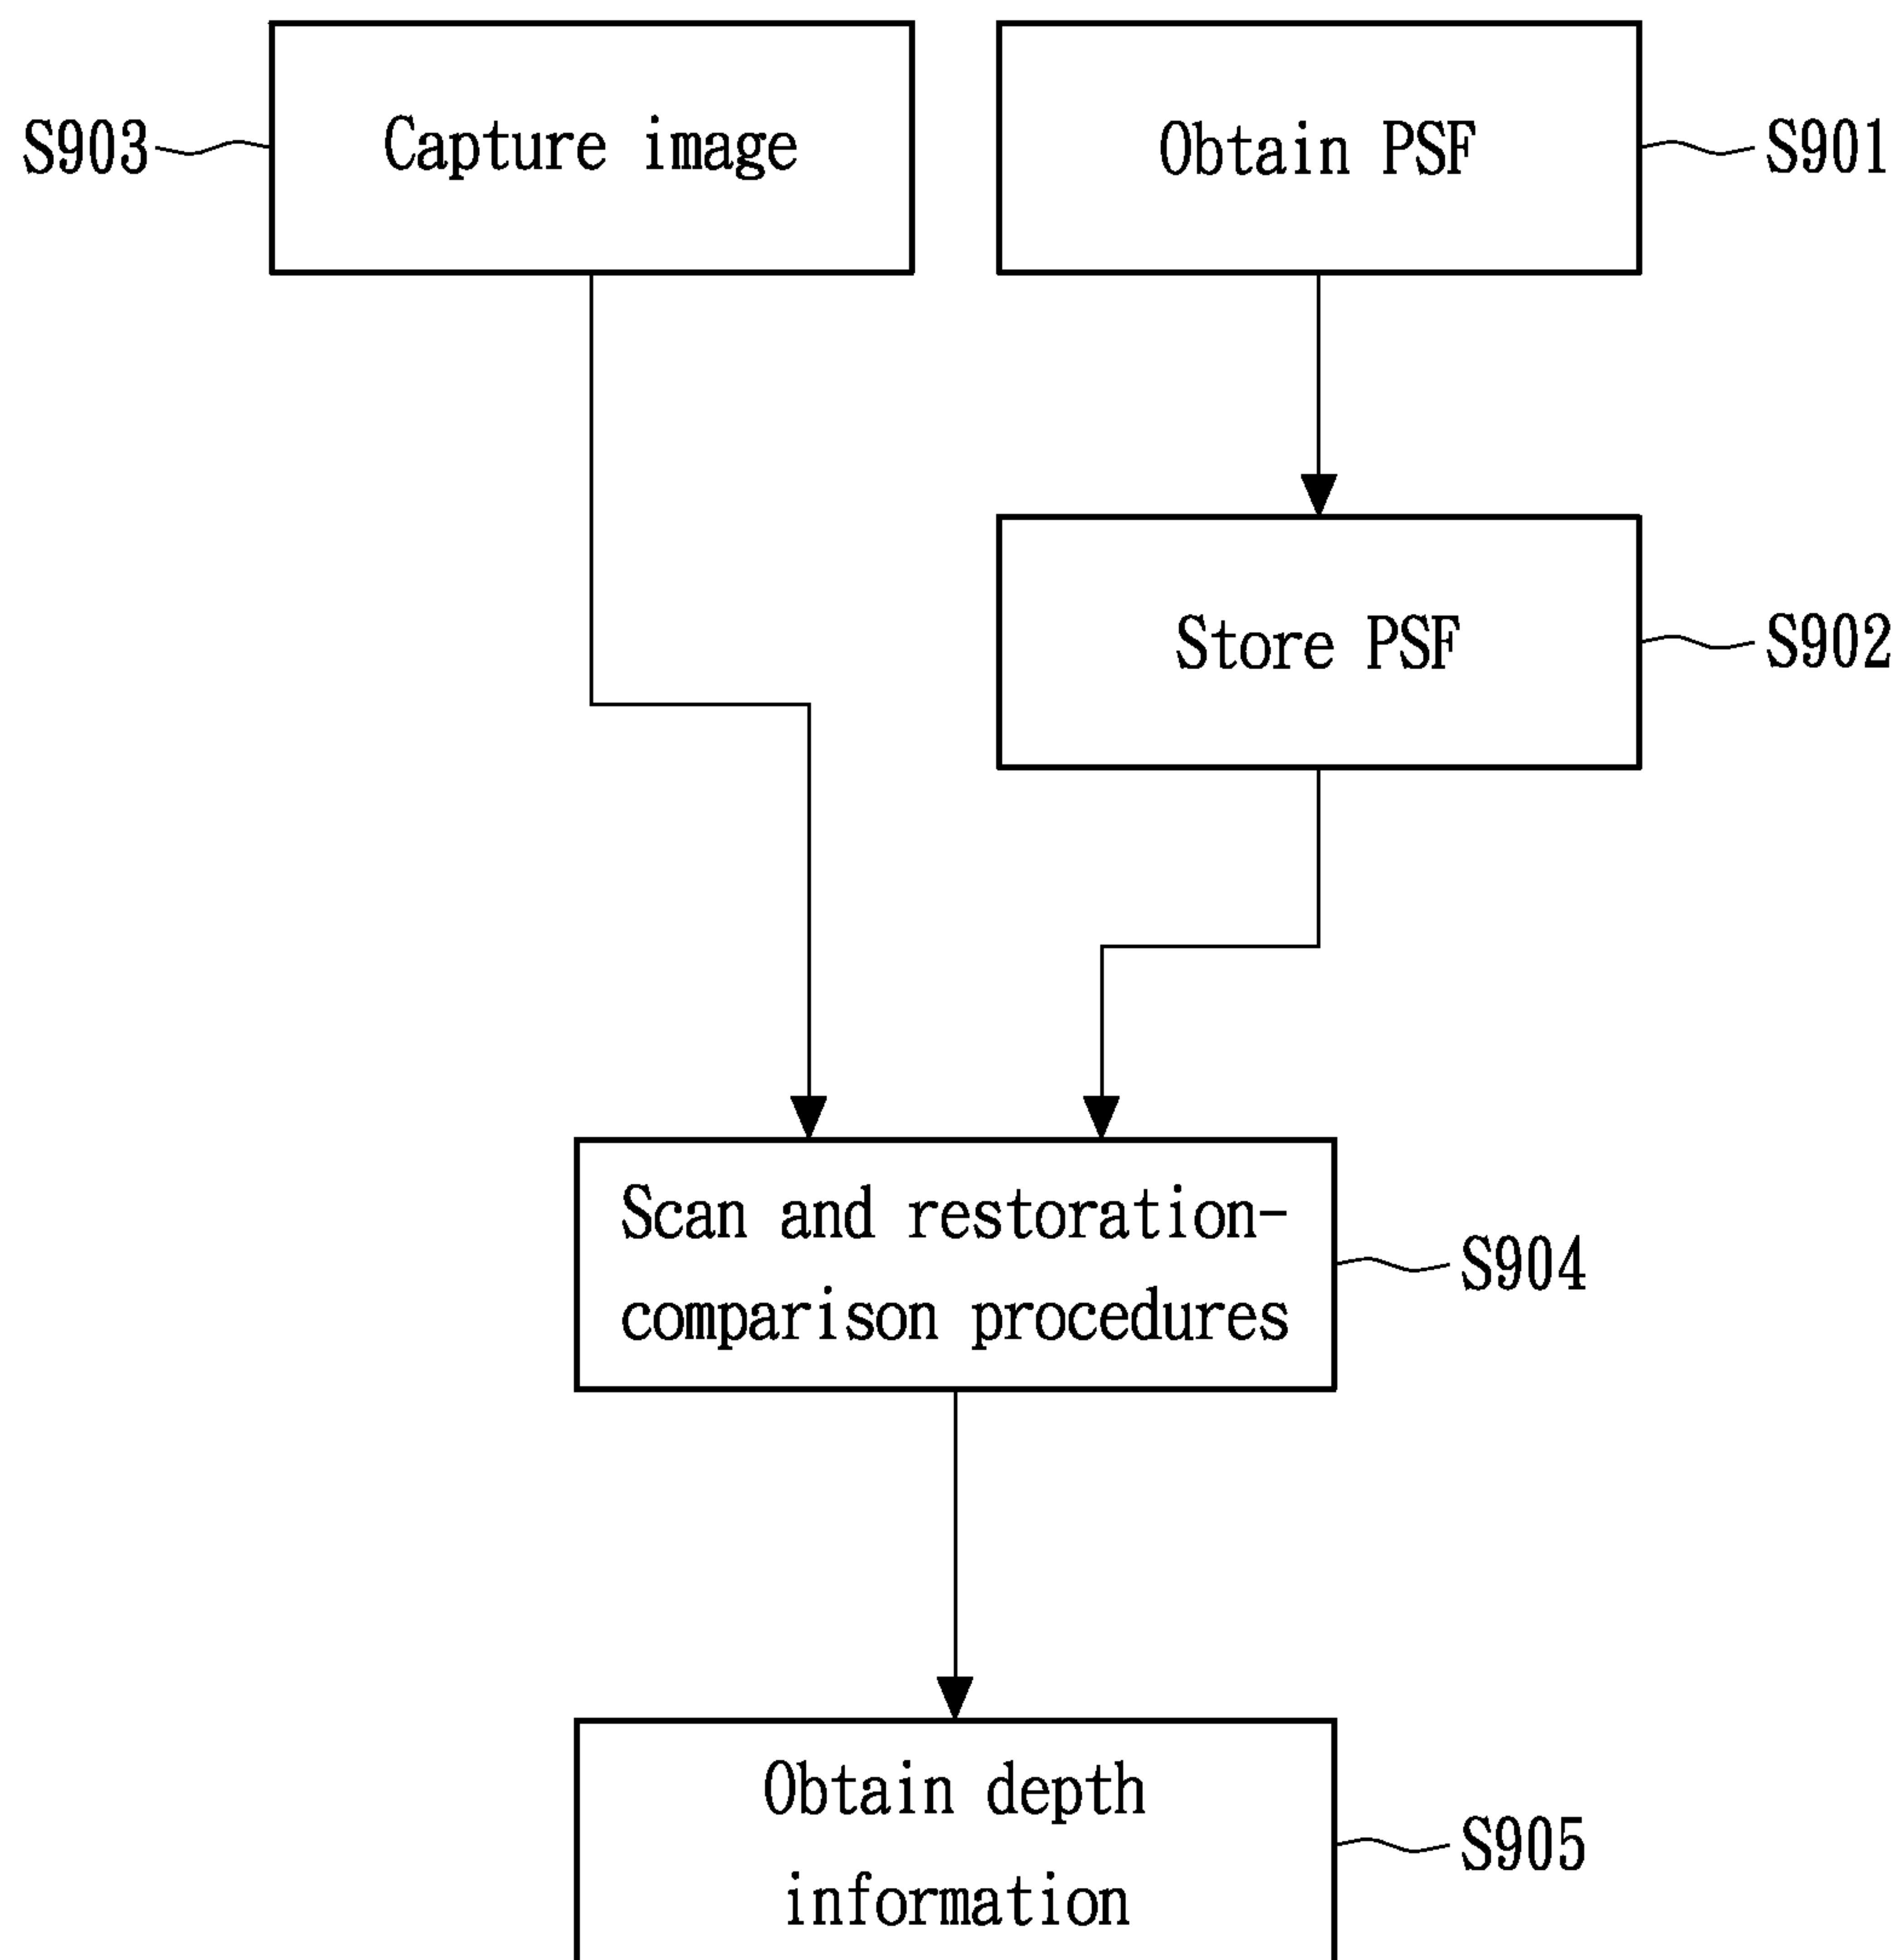 S903
Capture image
Obtain PSF
S901
Store PSF
S902
Scan and restoration-
comparison procedures
S904
Obtain depth
information
S905